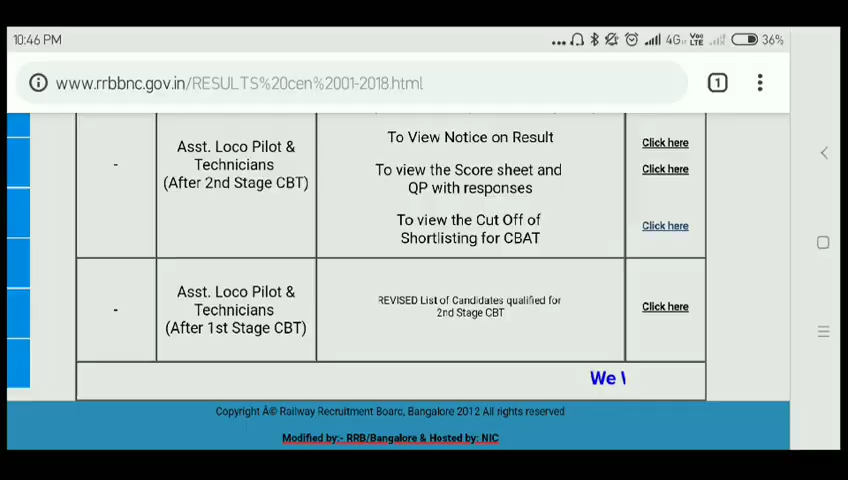 10:46 PM
4G
Vo
LTE
36%
www.rrbbnc.gov.in/RESULTS%20cen%2001-2018.html
1
-
Asst. Loco Pilot &
Technicians
(After 2nd Stage CBT)
To View Notice on Result
Click here
To view the Score sheet and
QP with responses
Click here
To view the Cut Off of
Shortlisting for CBAT
Click here
-
Asst. Loco Pilot &
Technicians
(After 1st Stage CBT)
REVISED List of Candidates qualified for
2nd Stage CBT
Click here
We
Copyright Â© Railway Recruitment Board, Bangalore 2012 All rights reserved
Modified by:- RRB/Bangalore & Hosted by: NIC